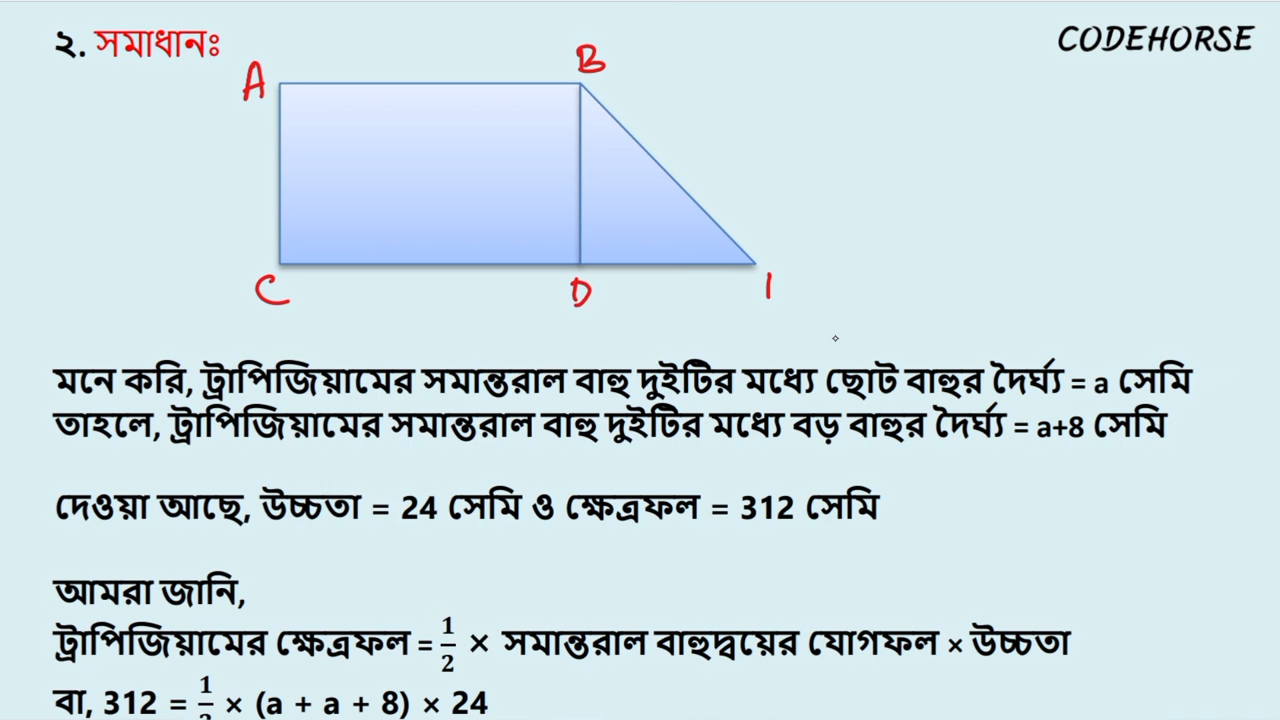 ২. সমাধানঃ
CODEHORSE
A
B
C
D
1
মনে করি, ট্রাপিজিয়ামের সমান্তরাল বাহু দুইটির মধ্যে ছোট বাহুর দৈর্ঘ্য = a সেমি
তাহলে, ট্রাপিজিয়ামের সমান্তরাল বাহু দুইটির মধ্যে বড় বাহুর দৈর্ঘ্য = a+8 সেমি
দেওয়া আছে, উচ্চতা = 24 সেমি ও ক্ষেত্রফল = 312 সেমি
আমরা জানি,
ট্রাপিজিয়ামের ক্ষেত্রফল = 1/2 × সমান্তরাল বাহুদ্বয়ের যোগফল × উচ্চতা
বা, 312 = 1/2 × (a + a + 8) × 24